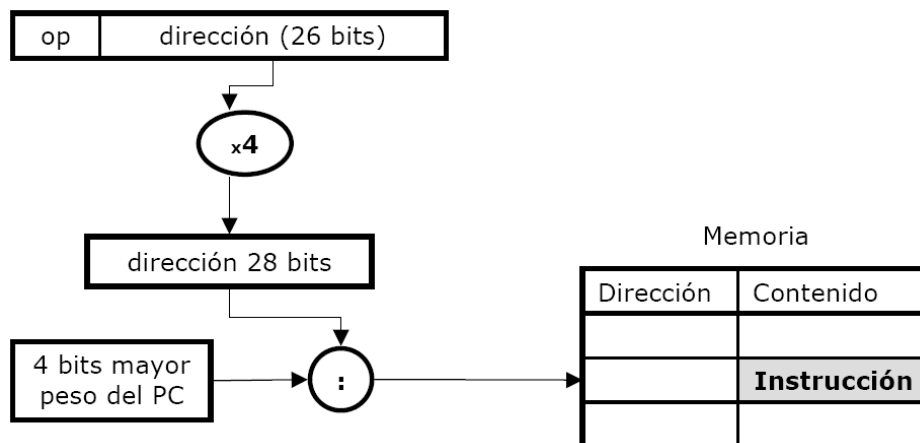 op
dirección (26 bits)
x4
dirección 28 bits
4 bits mayor
peso del PC
:
Memoria
Dirección
Contenido
Instrucción